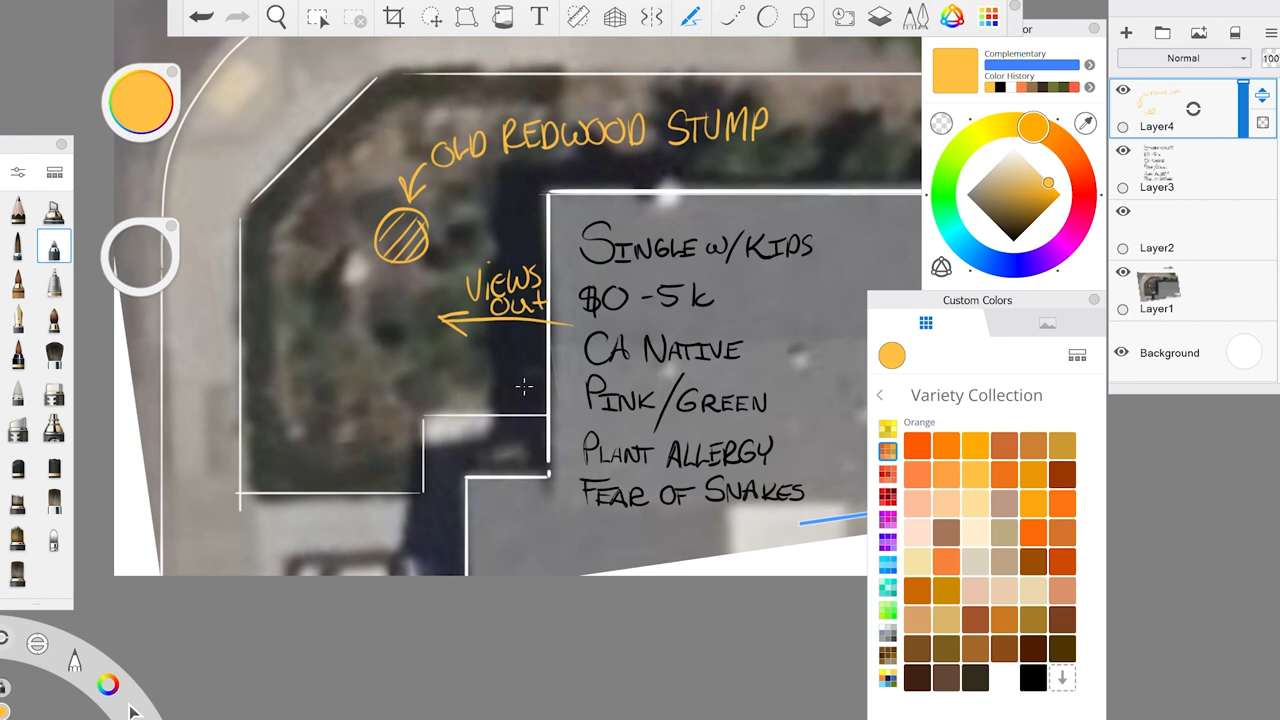 or
Complementary
Color History
Normal
100
OLD REDWOOD STUMP
Layer4
Layer3
SINGLE W/KIDS
Layer2
VIEWS
OUT
$0-5K
Custom Colors
Layer1
CA NATIVE
Background
PINK/GREEN
Variety Collection
Orange
PLANT ALLERGY
FEAR OF SNAKES